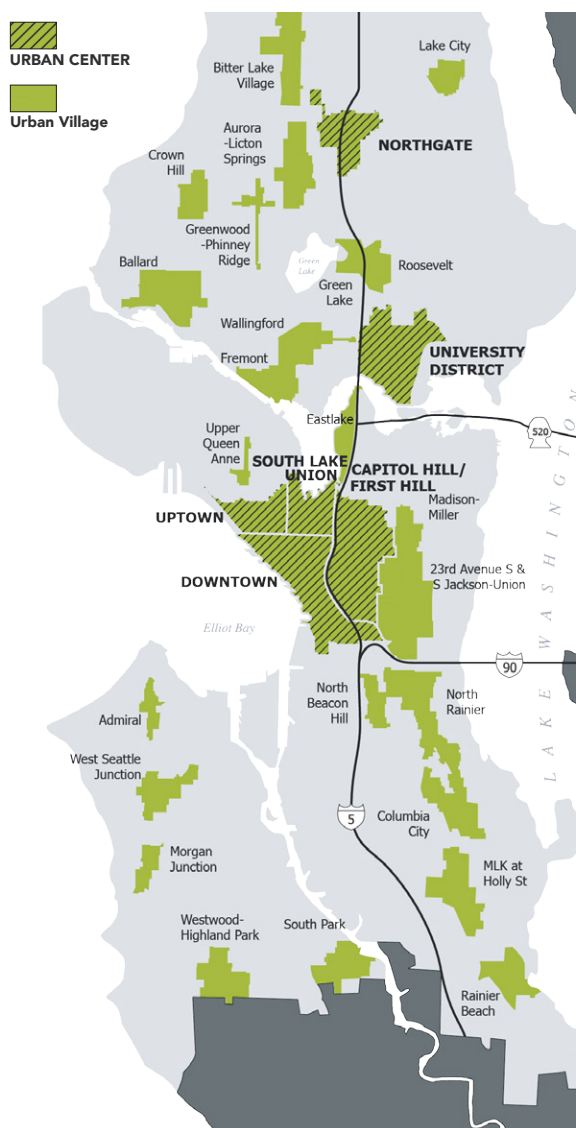 URBAN CENTER
Urban Village
Bitter Lake
Village
Lake City
Aurora
-Licton
Springs
NORTHGATE
Crown
Hill
Greenwood
-Phinney
Ridge
Ballard
Green
Lake
Roosevelt
Green
Lake
Wallingford
Fremont
UNIVERSITY
DISTRICT
Eastlake
520
Upper
Queen
Anne
SOUTH LAKE
UNION
CAPITOL HILL/
FIRST HILL
Madison-
Miller
UPTOWN
23rd Avenue S &
S Jackson-Union
DOWNTOWN
Elliot Bay
LAKE WASHINGTON
90
North
Beacon
Hill
North
Rainier
Admiral
West Seattle
Junction
5
Columbia
City
Morgan
Junction
MLK at
Holly St
Westwood-
Highland Park
South Park
Rainier
Beach